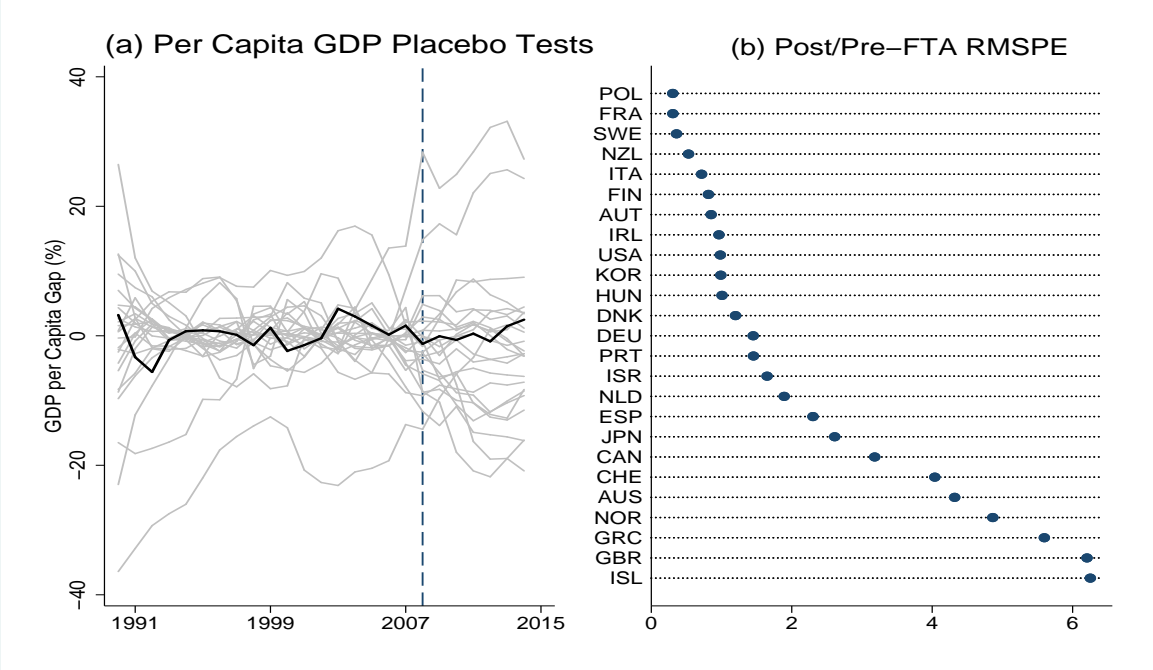 (a) Per Capita GDP Placebo Tests
GDP per Capita Gap (%)
40
20
0
−20
−40
1991 1999 2007 2015
(b) Post/Pre−FTA RMSPE
POL
FRA
SWE
NZL
ITA
FIN
AUT
IRL
USA
KOR
HUN
DNK
DEU
PRT
ISR
NLD
ESP
JPN
CAN
CHE
AUS
NOR
GRC
GBR
ISL
0 2 4 6